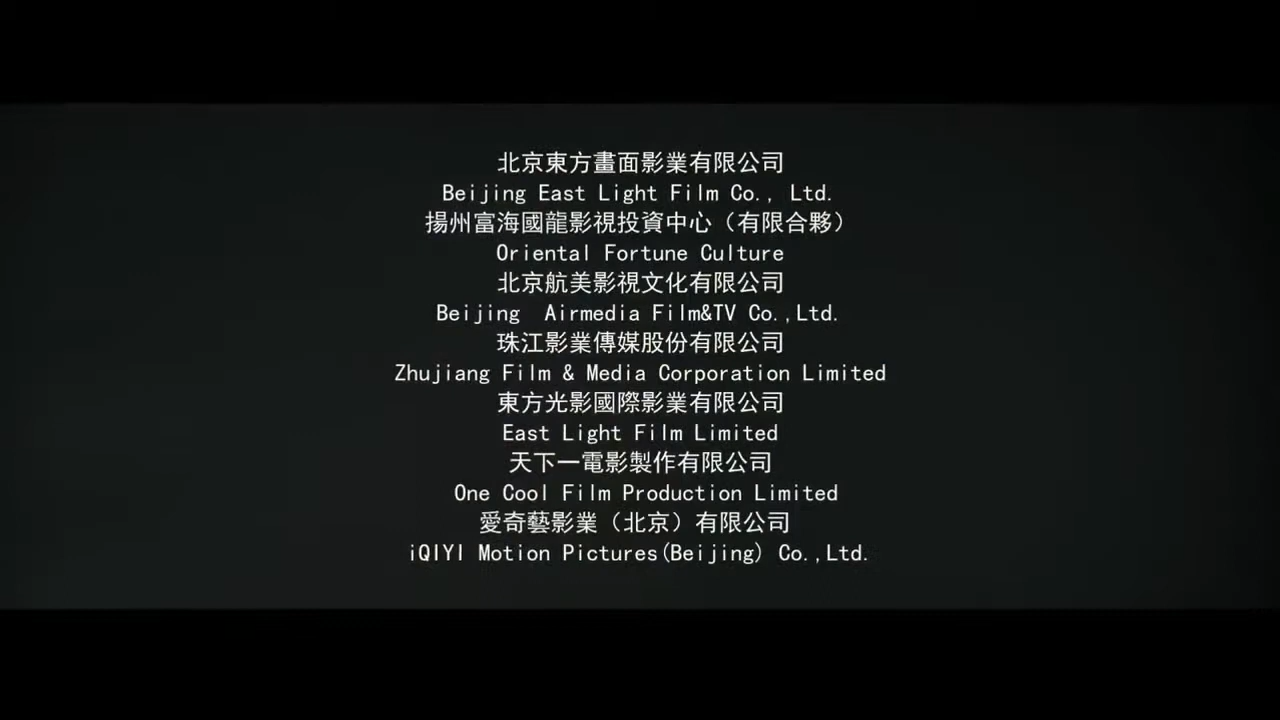 北京東方畫面影業有限公司
Beijing East Light Film Co., Ltd.
揚州富海國龍影視投資中心（有限合夥）
Oriental Fortune Culture
北京航美影視文化有限公司
Beijing  Airmedia Film&TV Co.,Ltd.
珠江影業傳媒股份有限公司
Zhujiang Film & Media Corporation Limited
東方光影國際影業有限公司
East Light Film Limited
天下一電影製作有限公司
One Cool Film Production Limited
愛奇藝影業（北京）有限公司
iQIYI Motion Pictures(Beijing) Co.,Ltd.